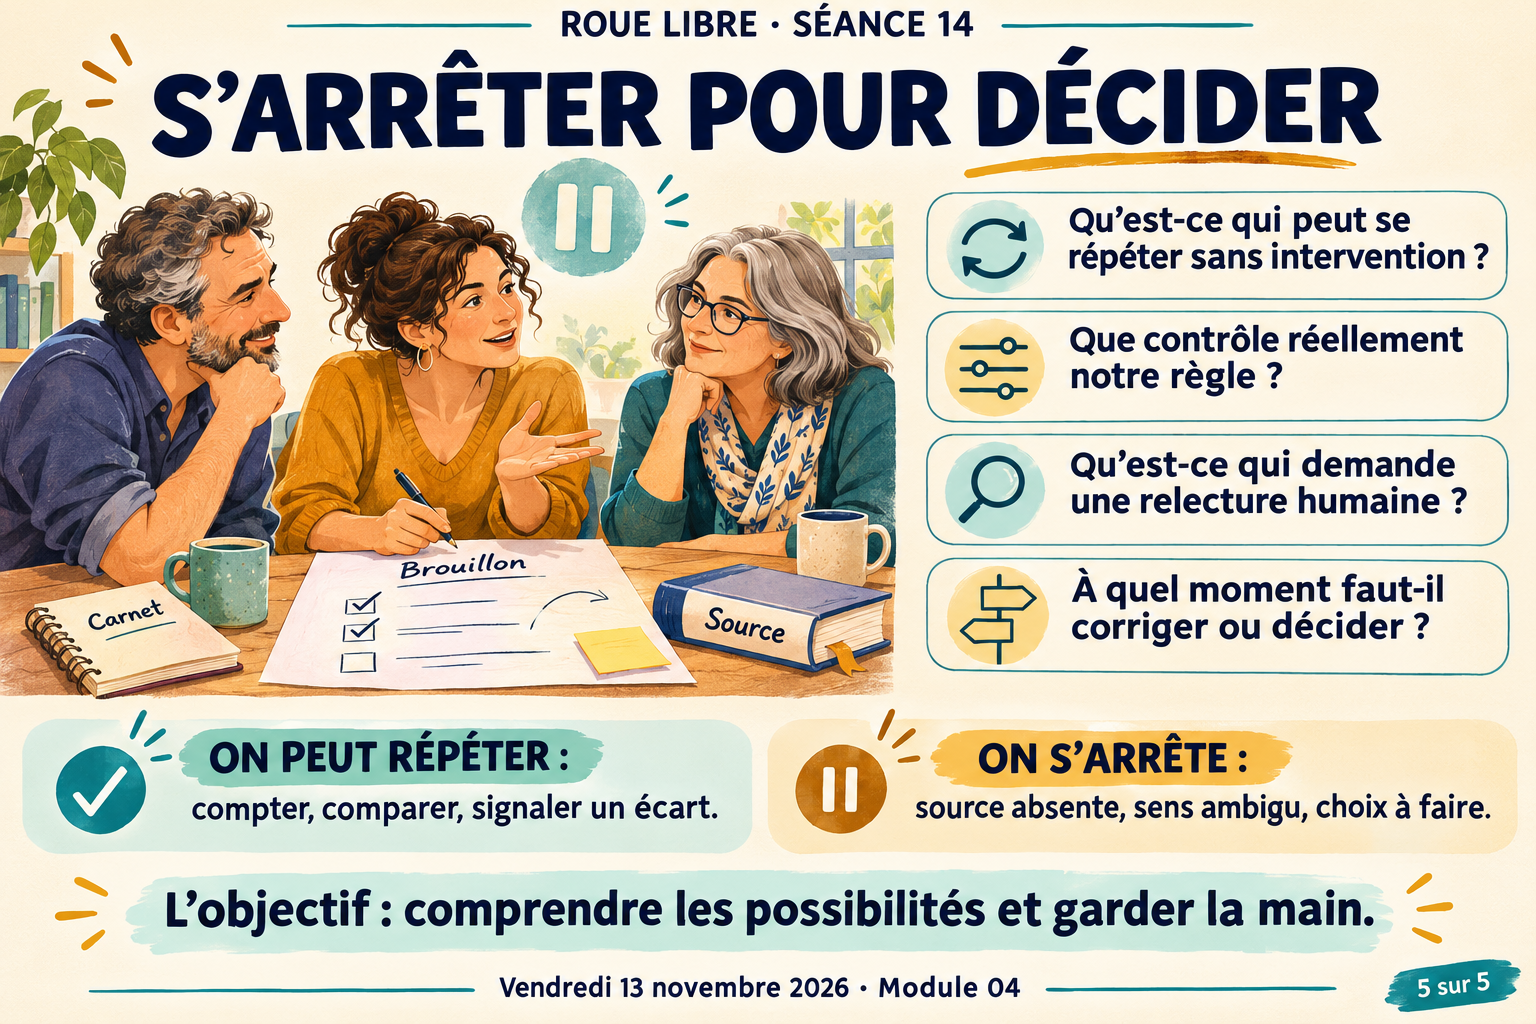 ROUE LIBRE · SÉANCE 14
S’ARRÊTER POUR DÉCIDER
Qu’est-ce qui peut se
répéter sans intervention ?
Que contrôle réellement
notre règle ?
Qu’est-ce qui demande
une relecture humaine ?
À quel moment faut-il
corriger ou décider ?
Carnet
Brouillon
Source
ON PEUT RÉPÉTER :
compter, comparer, signaler un écart.
ON S’ARRÊTE :
source absente, sens ambigu, choix à faire.
L’objectif : comprendre les possibilités et garder la main.
Vendredi 13 novembre 2026 · Module 04
5 sur 5